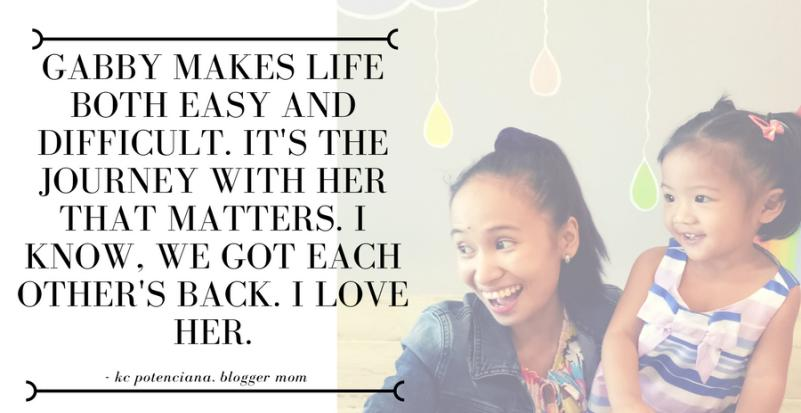 GABBY MAKES LIFE
BOTH EASY AND
DIFFICULT. IT'S THE
JOURNEY WITH HER
THAT MATTERS. I
KNOW, WE GOT EACH
OTHER'S BACK. I LOVE
HER.
- kc potenciana. blogger mom